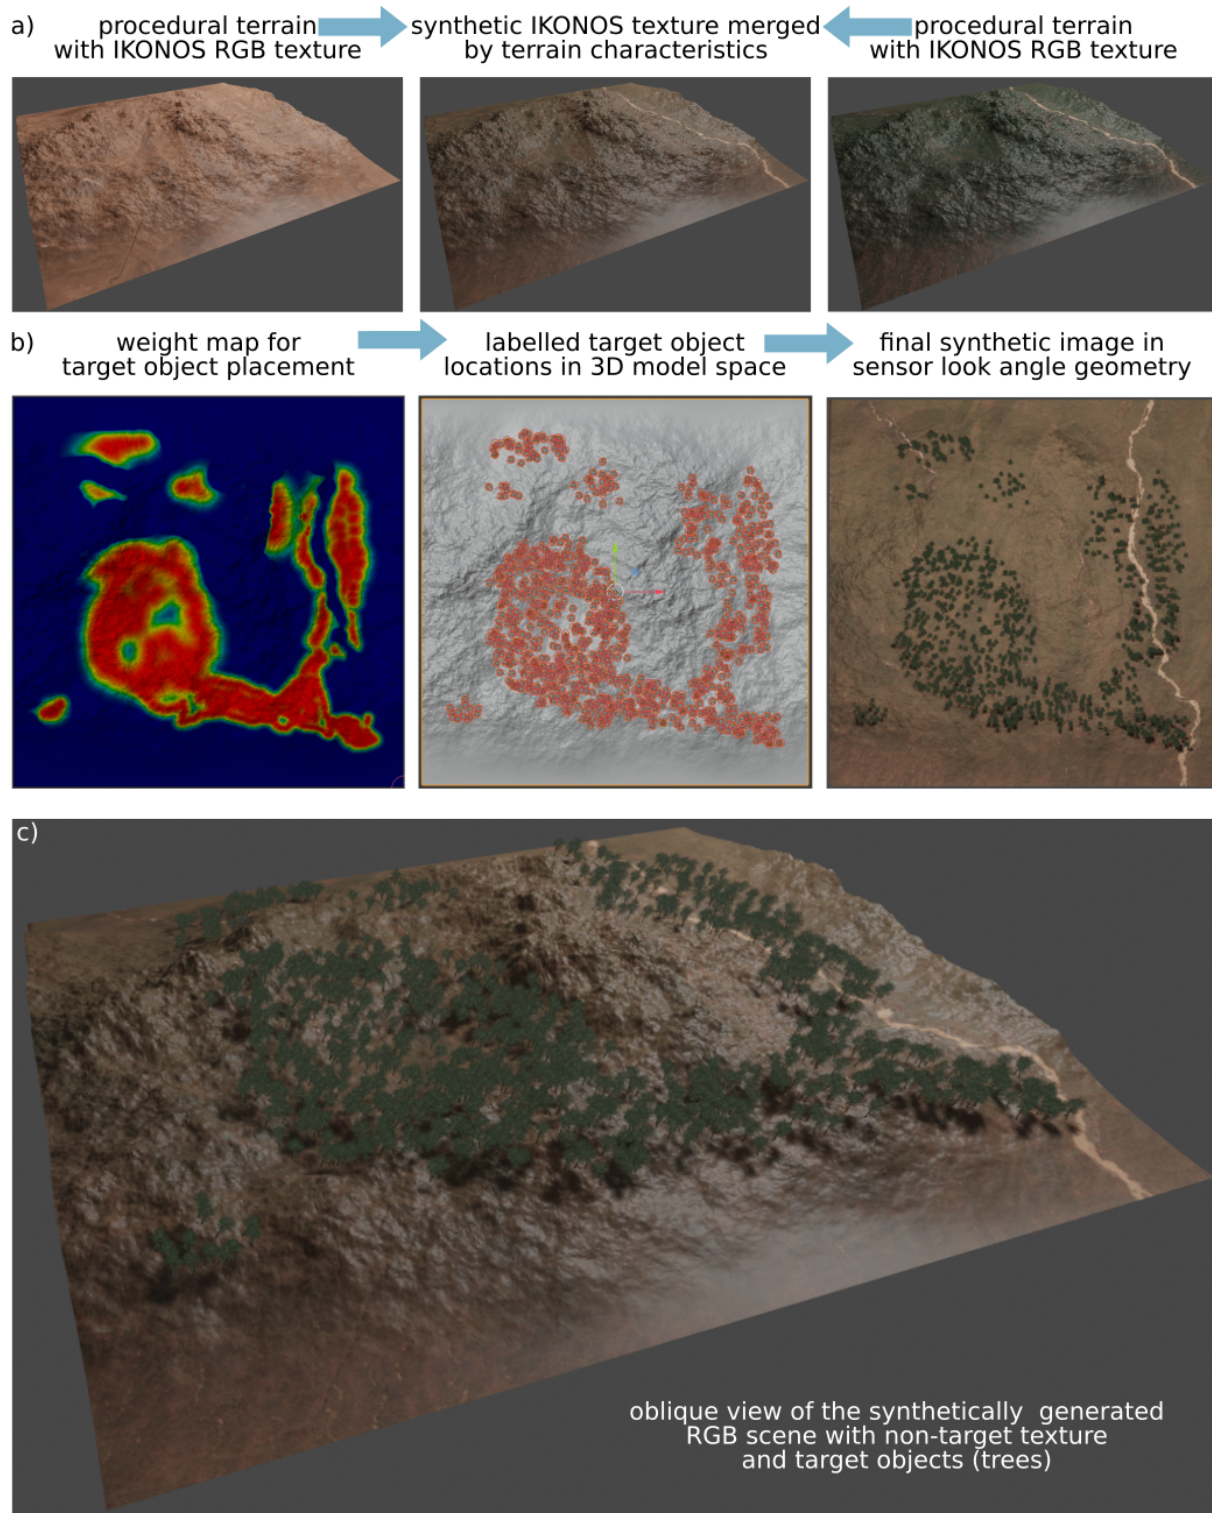 a)
procedural terrain
with IKONOS RGB texture
synthetic IKONOS texture merged
by terrain characteristics
procedural terrain
with IKONOS RGB texture
b)
weight map for
target object placement
labelled target object
locations in 3D model space
final synthetic image in
sensor look angle geometry
c)
oblique view of the synthetically generated
RGB scene with non-target texture
and target objects (trees)